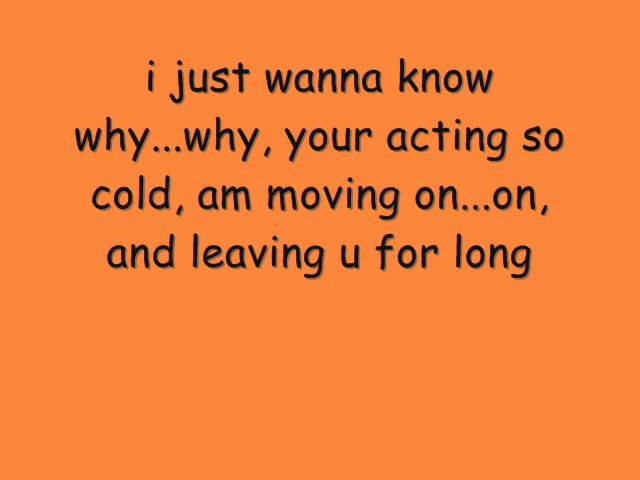 i just wanna know
why...why, your acting so
cold, am moving on...on,
and leaving u for long